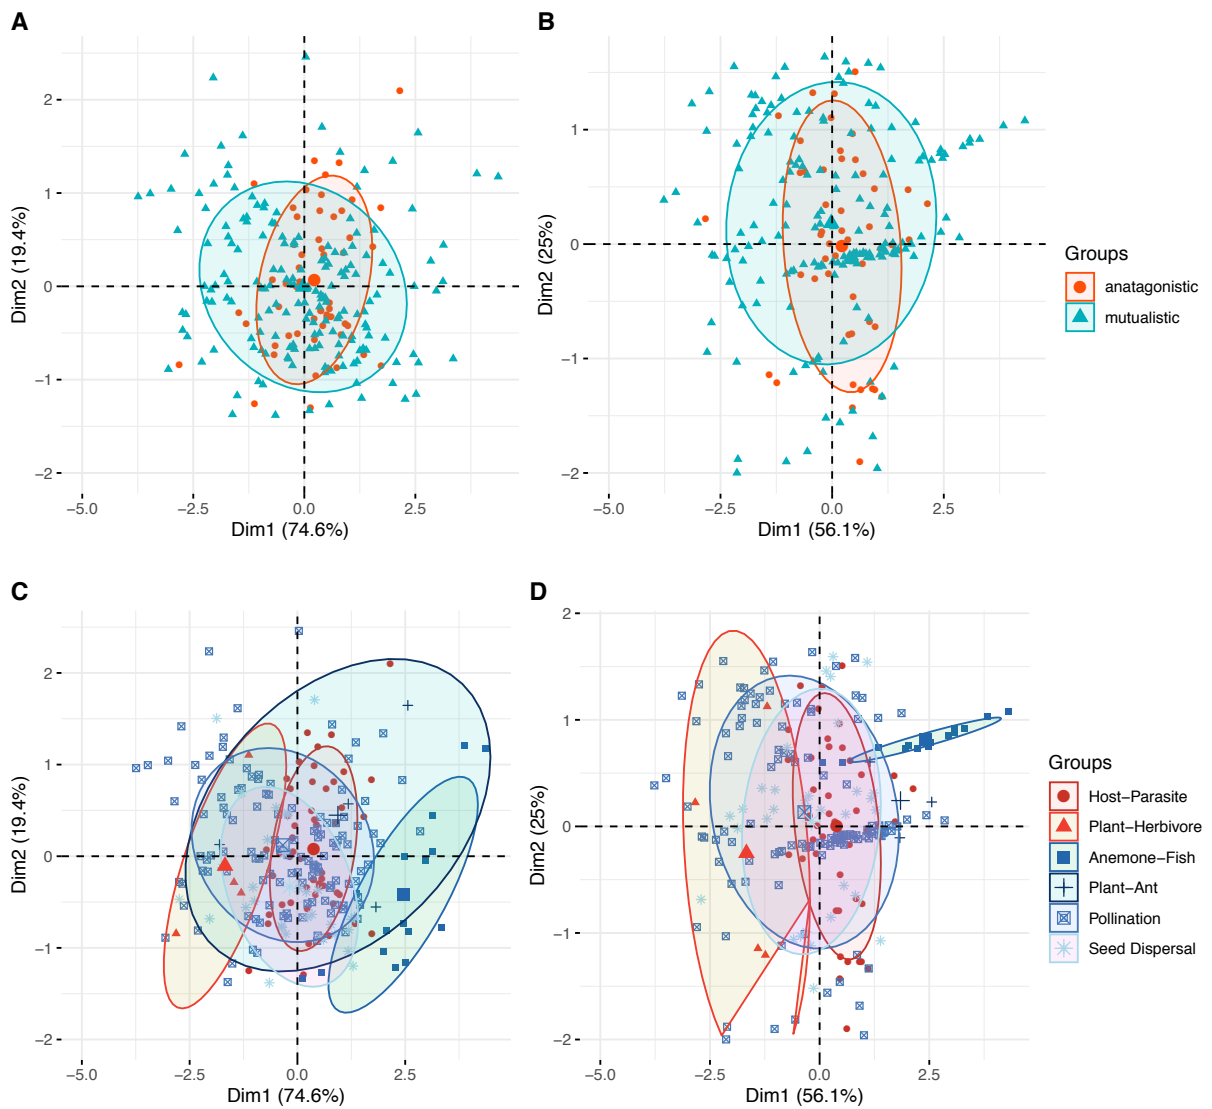 A
B
Dim2 (19.4%)
2
1
0
−1
−2
−5.0
−2.5
0.0
2.5
Dim1 (74.6%)
Dim2 (25%)
1
0
−1
−2
−5.0
−2.5
0.0
2.5
Dim1 (56.1%)
Groups
anatagonistic
mutualistic
C
D
Dim2 (19.4%)
2
1
0
−1
−2
−5.0
−2.5
0.0
2.5
Dim1 (74.6%)
Dim2 (25%)
2
1
0
−1
−2
−5.0
−2.5
0.0
2.5
Dim1 (56.1%)
Groups
Host−Parasite
Plant−Herbivore
Anemone−Fish
Plant−Ant
Pollination
Seed Dispersal